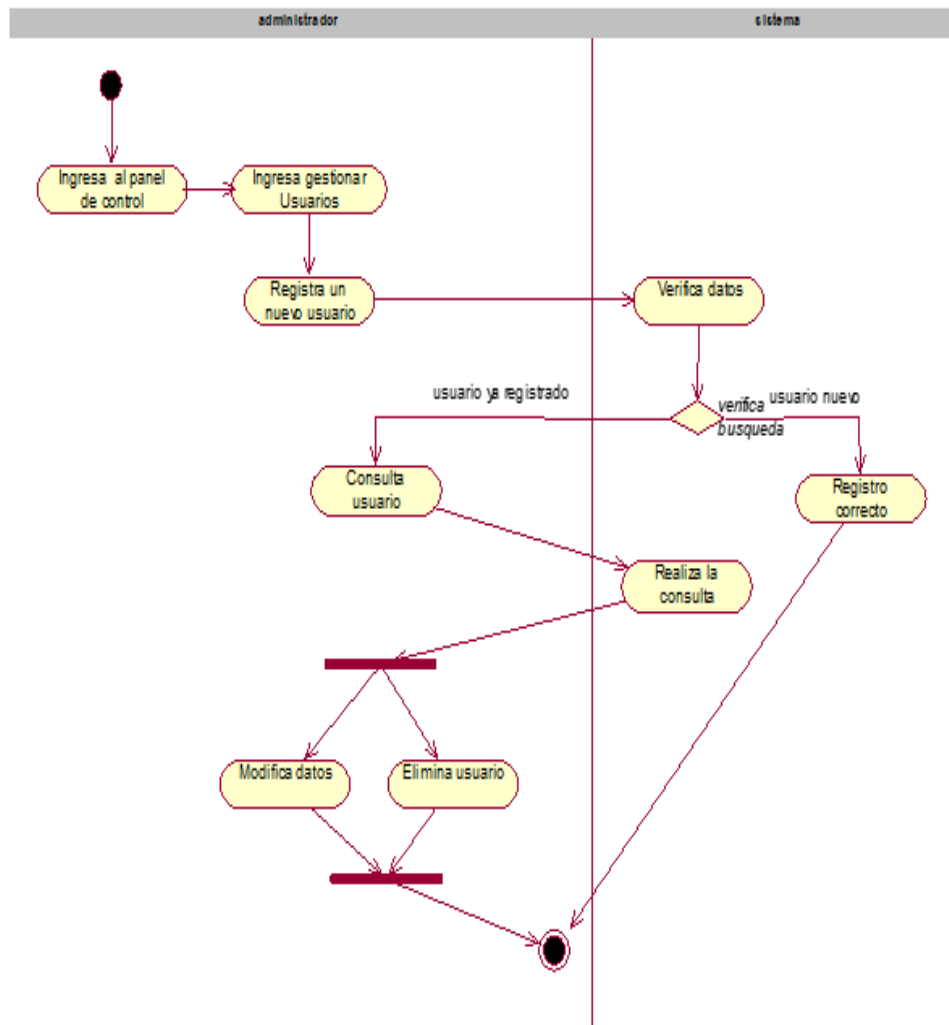 administrador
sistema
Ingresa al panel
de control
Ingresa gestionar
Usuarios
Registra un
nuevo usuario
Verifica datos
usuario ya registrado
verifica
busqueda
usuario nuevo
Consulta
usuario
Registro
correcto
Realiza la
consulta
Modifica datos
Elimina usuario